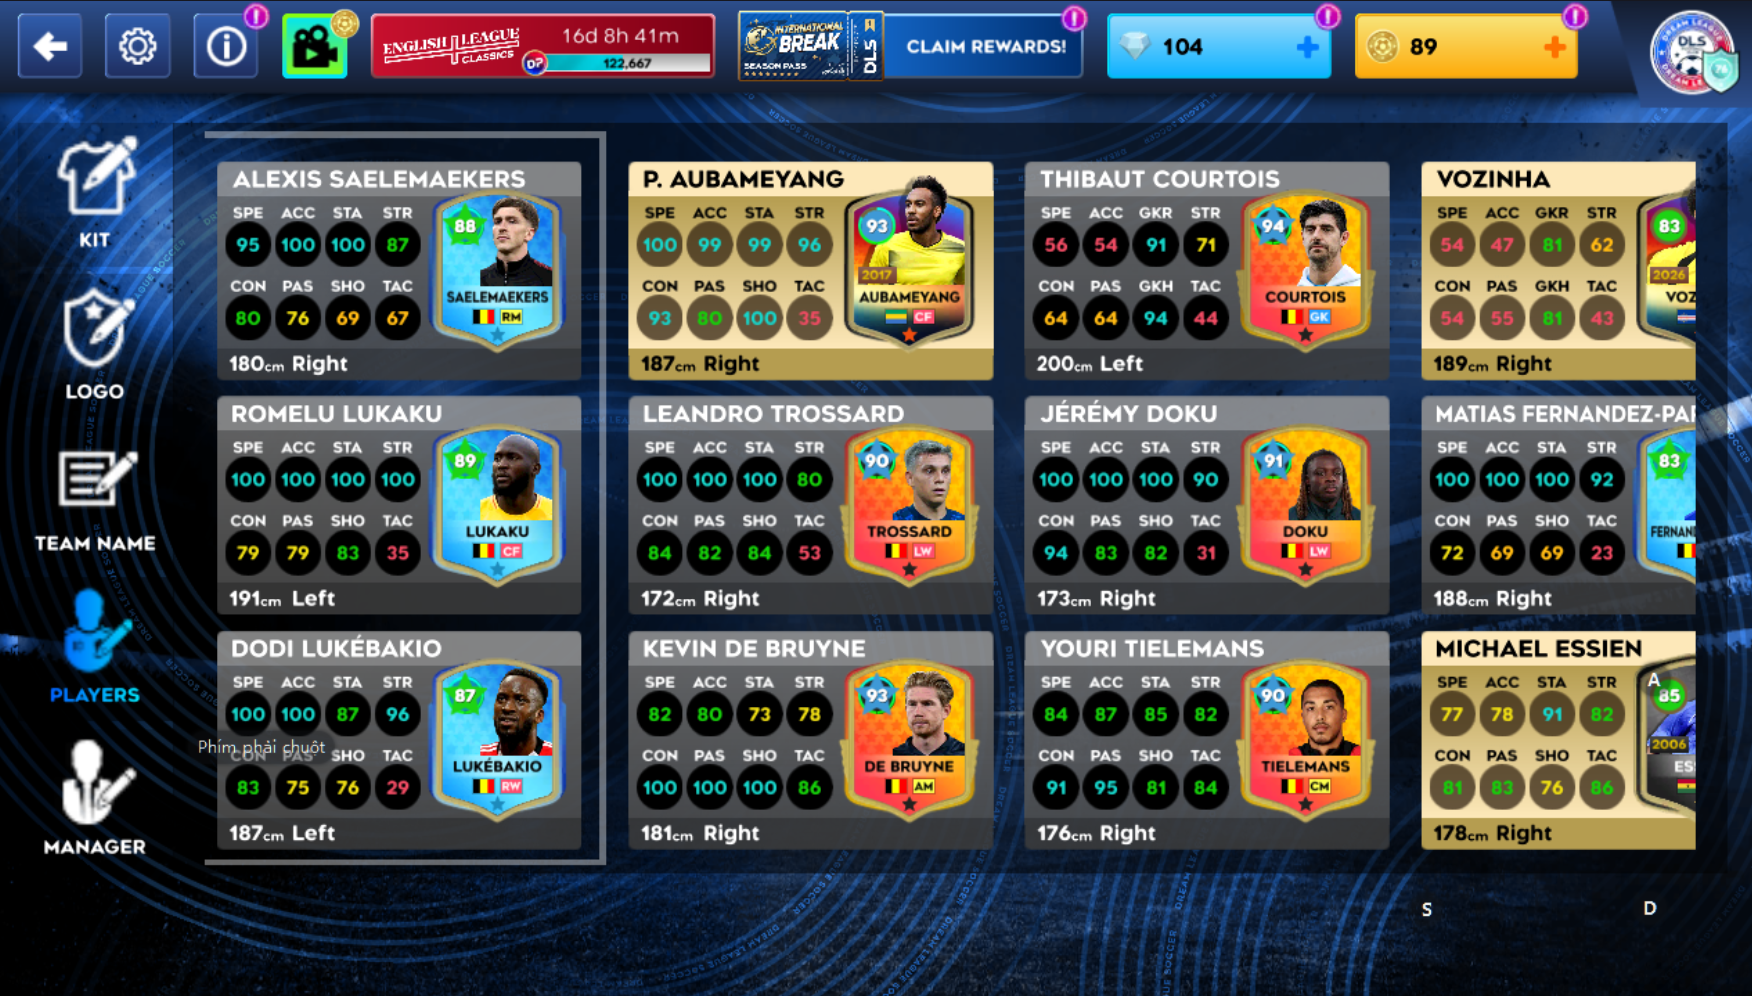 ENGLISH LEAGUE
CLASSICS
16d 8h 41m
DP 122,667
INTERNATIONAL
BREAK
SEASON PASS
DLS
CLAIM REWARDS!
104
89
DLS
DREAM LEAGUE
76
KIT
LOGO
TEAM NAME
PLAYERS
MANAGER
ALEXIS SAELEMAEKERS
SPE ACC STA STR
95 100 100 87
CON PAS SHO TAC
80 76 69 67
180cm Right
88
SAELEMAEKERS
RM
P. AUBAMEYANG
SPE ACC STA STR
100 99 99 96
CON PAS SHO TAC
93 80 100 35
187cm Right
93
2017
AUBAMEYANG
CF
THIBAUT COURTOIS
SPE ACC GKR STR
56 54 91 71
CON PAS GKH TAC
64 64 94 44
200cm Left
94
COURTOIS
GK
VOZINHA
SPE ACC GKR STR
54 47 81 62
CON PAS GKH TAC
54 55 81 43
189cm Right
83
2026
VOZ
ROMELU LUKAKU
SPE ACC STA STR
100 100 100 100
CON PAS SHO TAC
79 79 83 35
191cm Left
89
LUKAKU
CF
LEANDRO TROSSARD
SPE ACC STA STR
100 100 100 80
CON PAS SHO TAC
84 82 84 53
172cm Right
90
TROSSARD
LW
JÉRÉMY DOKU
SPE ACC STA STR
100 100 100 90
CON PAS SHO TAC
94 83 82 31
173cm Right
91
DOKU
LW
MATIAS FERNANDEZ-PAR
SPE ACC STA STR
100 100 100 92
CON PAS SHO TAC
72 69 69 23
188cm Right
83
FERNAN
DODI LUKÉBAKIO
SPE ACC STA STR
100 100 87 96
Phím phải chuột
CON PAS SHO TAC
83 75 76 29
187cm Left
87
LUKÉBAKIO
RW
KEVIN DE BRUYNE
SPE ACC STA STR
82 80 73 78
CON PAS SHO TAC
100 100 100 86
181cm Right
93
DE BRUYNE
AM
YOURI TIELEMANS
SPE ACC STA STR
84 87 85 82
CON PAS SHO TAC
91 95 81 84
176cm Right
90
TIELEMANS
CM
MICHAEL ESSIEN
SPE ACC STA STR
77 78 91 82
CON PAS SHO TAC
81 83 76 86
178cm Right
A
85
2006
ES
S
D